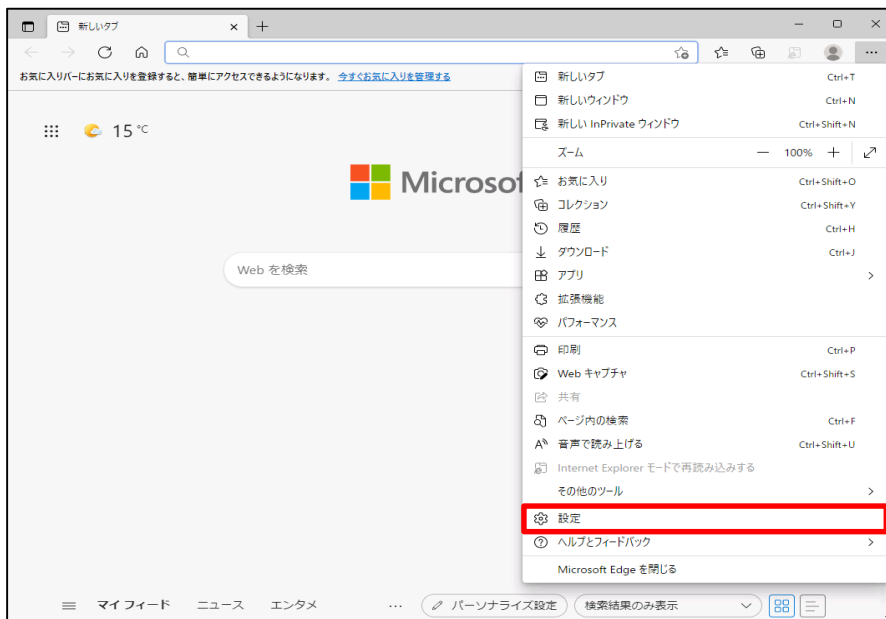 新しいタブ
お気に入りバーにお気に入りを登録すると、簡単にアクセスできるようになります。 今すぐお気に入りを管理する
15 ℃
Microsof
Web を検索
新しいタブ Ctrl+T
新しいウィンドウ Ctrl+N
新しい InPrivate ウィンドウ Ctrl+Shift+N
ズーム — 100% +
お気に入り Ctrl+Shift+O
コレクション Ctrl+Shift+Y
履歴 Ctrl+H
ダウンロード Ctrl+J
アプリ
拡張機能
パフォーマンス
印刷 Ctrl+P
Web キャプチャ Ctrl+Shift+S
共有
ページ内の検索 Ctrl+F
音声で読み上げる Ctrl+Shift+U
Internet Explorer モードで再読み込みする
その他のツール
設定
ヘルプとフィードバック
Microsoft Edge を閉じる
マイ フィード ニュース エンタメ … パーソナライズ設定 検索結果のみ表示